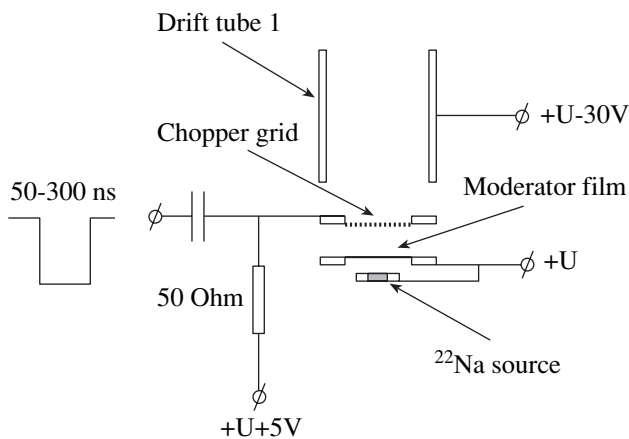 Drift tube 1
+U-30V
Chopper grid
50-300 ns
Moderator film
+U
50 Ohm
²²Na source
+U+5V